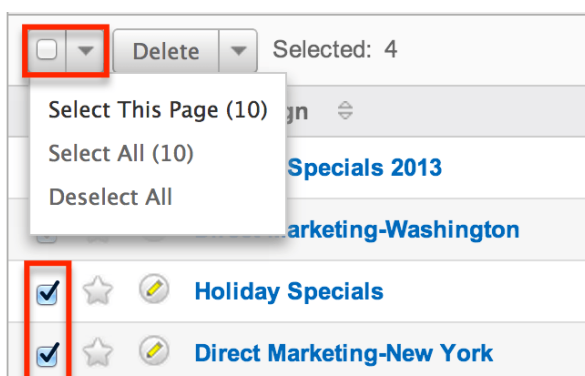 Delete
Selected: 4
Select This Page (10)
Select All (10)
Deselect All
Specials 2013
arketing-Washington
Holiday Specials
Direct Marketing-New York